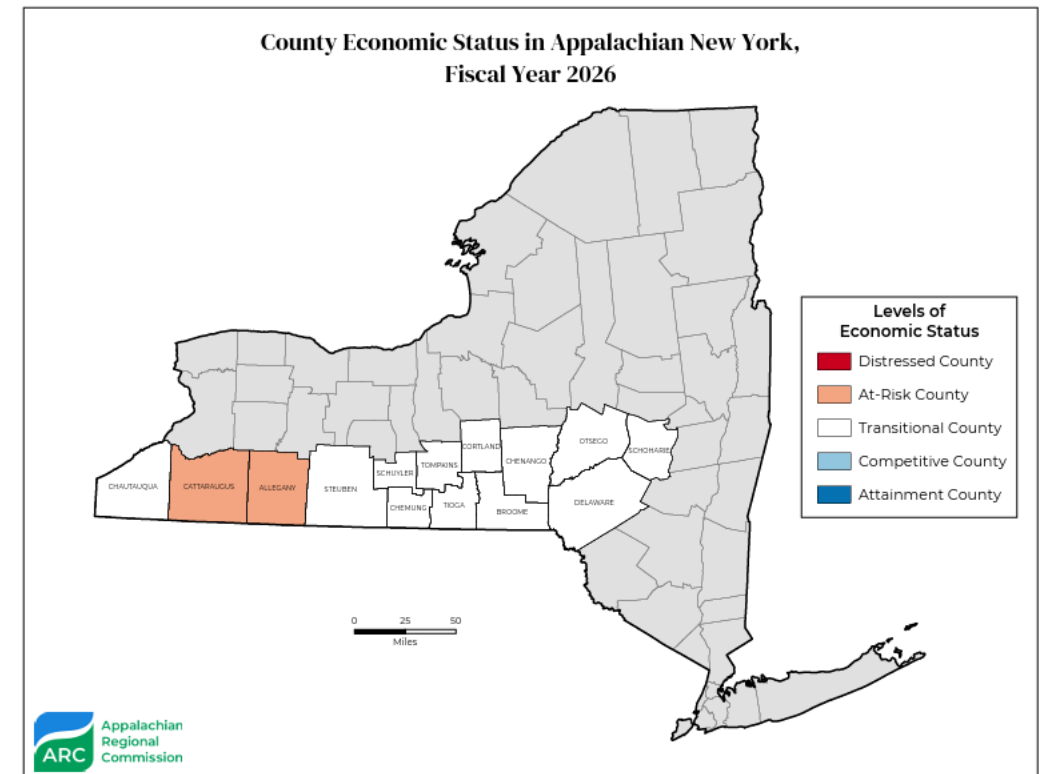 County Economic Status in Appalachian New York,
Fiscal Year 2026
Levels of
Economic Status
Distressed County
At-Risk County
Transitional County
Competitive County
Attainment County
CORTLAND
OTSEGO
SCHOHARIE
CHENANGO
TOMPKINS
SCHUYLER
CHAUTAUQUA
CATTARAUGUS
ALLEGANY
STEUBEN
CHEMUNG
TIOGA
BROOME
DELAWARE
0 25 50
Miles
ARC
Appalachian
Regional
Commission